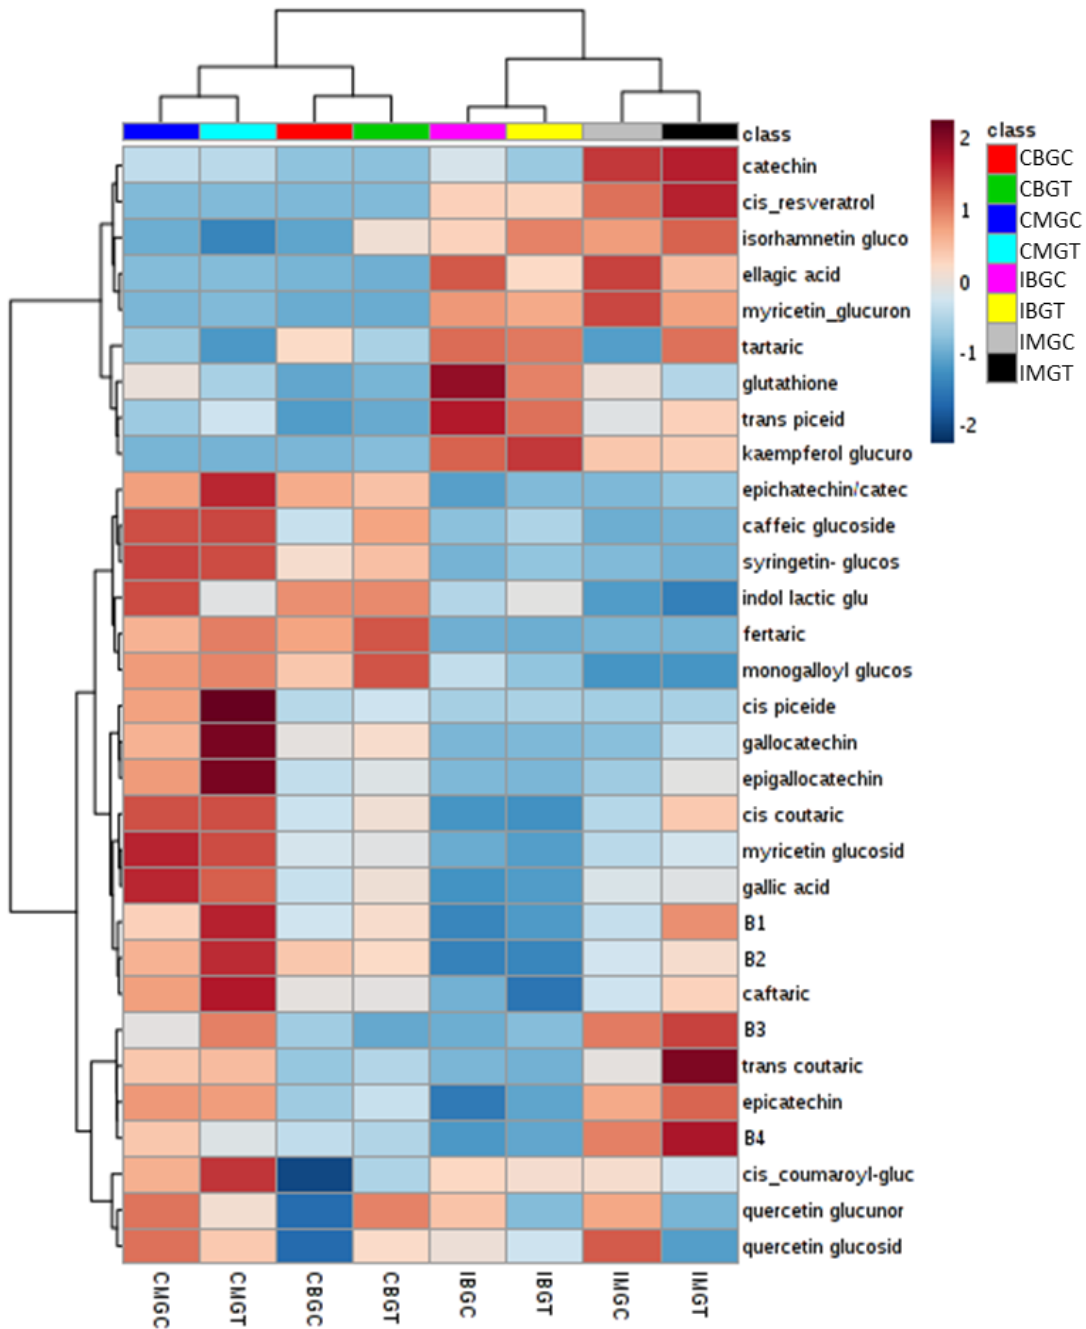 class
catechin
cis_resveratrol
isorhamnetin gluco
ellagic acid
myricetin_glucuron
tartaric
glutathione
trans piceid
kaempferol glucuro
epichatechin/catec
caffeic glucoside
syringetin- glucos
indol lactic glu
fertaric
monogalloyl glucos
cis piceide
gallocatechin
epigallocatechin
cis coutaric
myricetin glucosid
gallic acid
B1
B2
caftaric
B3
trans coutaric
epicatechin
B4
cis_coumaroyl-gluc
quercetin glucunor
quercetin glucosid
CMGC
CMGT
CBGC
CBGT
IBGC
IBGT
IMGC
IMGT
2
1
0
-1
-2
class
CBGC
CBGT
CMGC
CMGT
IBGC
IBGT
IMGC
IMGT